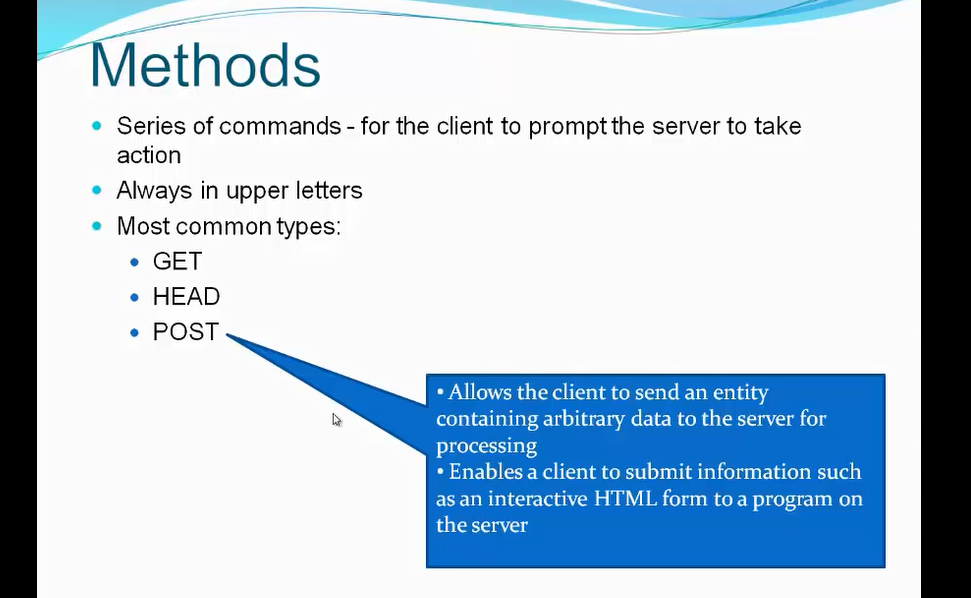 Methods
• Series of commands - for the client to prompt the server to take
action
• Always in upper letters
• Most common types:
• GET
• HEAD
• POST
• Allows the client to send an entity
containing arbitrary data to the server for
processing
• Enables a client to submit information such
as an interactive HTML form to a program on
the server